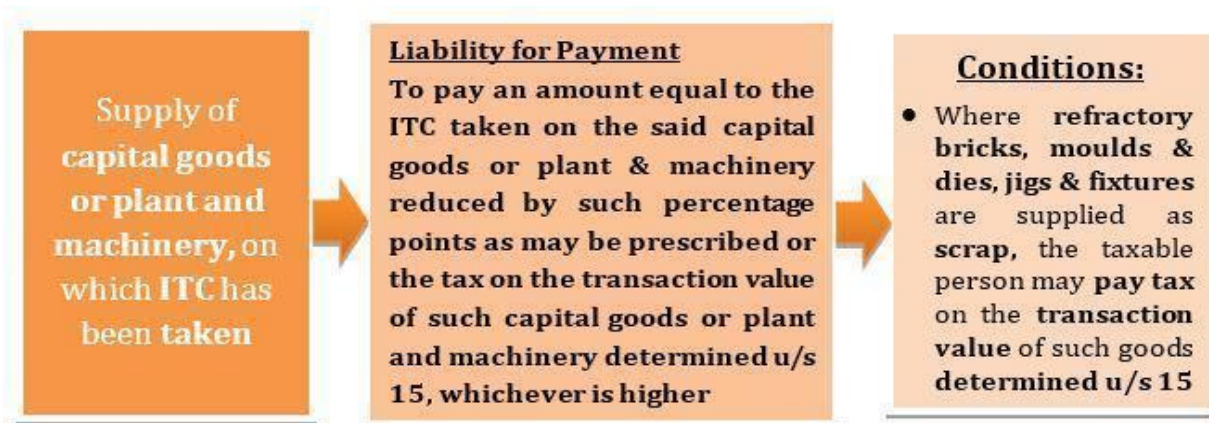 Supply of
capital goods
or plant and
machinery, on
which ITC has
been taken
Liability for Payment
To pay an amount equal to the
ITC taken on the said capital
goods or plant & machinery
reduced by such percentage
points as may be prescribed or
the tax on the transaction value
of such capital goods or plant
and machinery determined u/s
15, whichever is higher
Conditions:
• Where refractory
bricks, moulds &
dies, jigs & fixtures
are supplied as
scrap, the taxable
person may pay tax
on the transaction
value of such goods
determined u/s 15